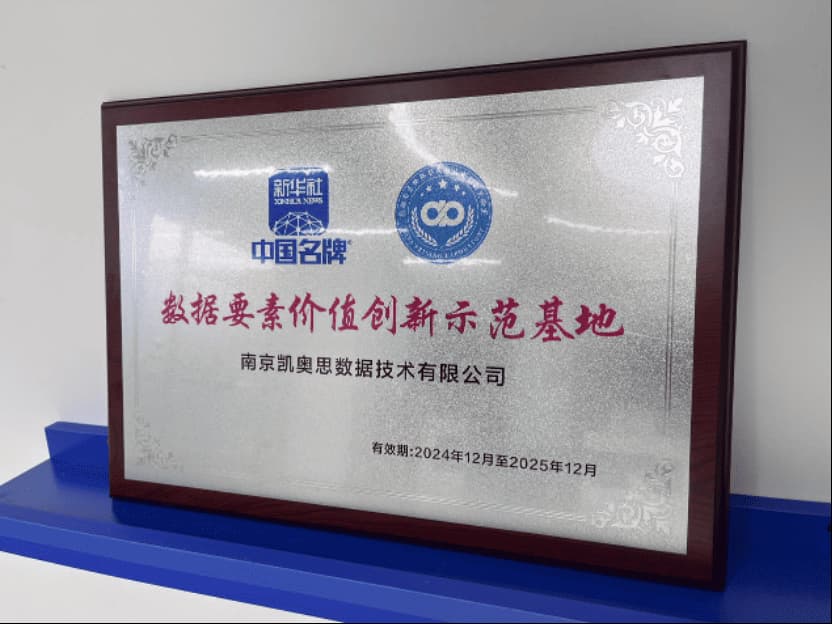 新华社
XINHUA NEWS
中国名牌®
数据要素价值创新示范基地
南京凯奥思数据技术有限公司
有效期:2024年12月至2025年12月